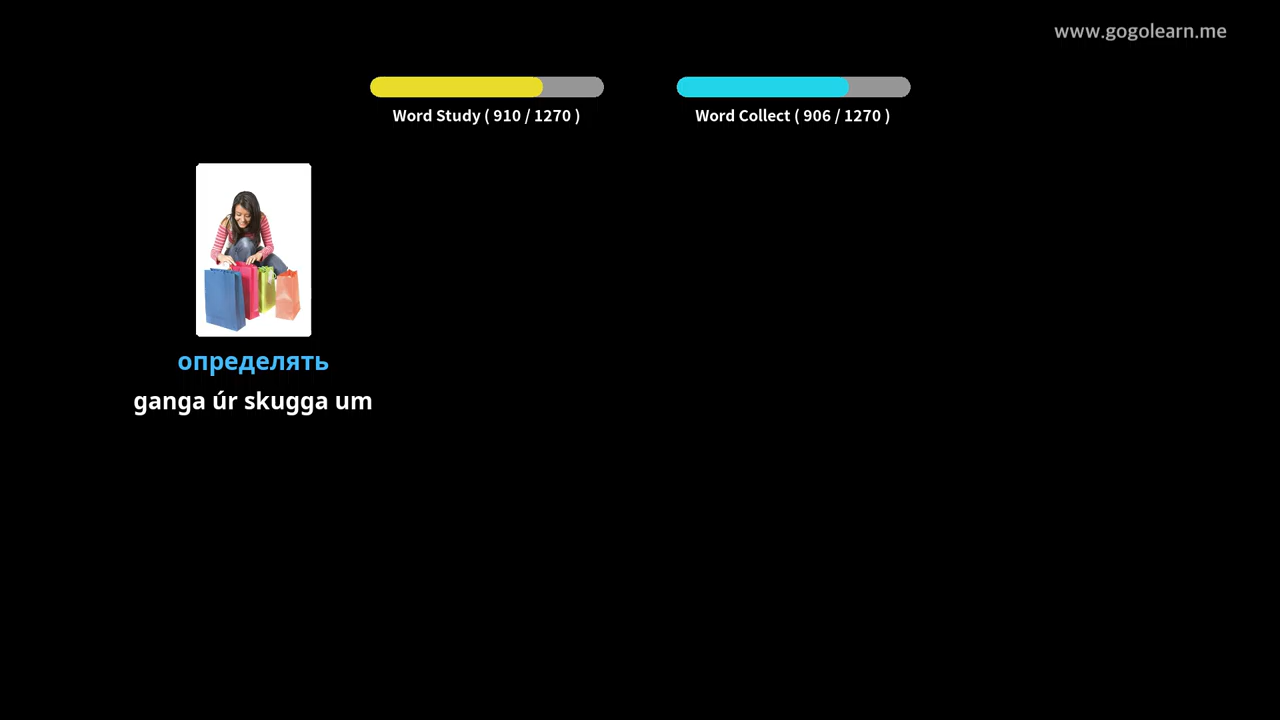 www.gogolearn.me
Word Study ( 910 / 1270 )
Word Collect ( 906 / 1270 )
определять
ganga úr skugga um